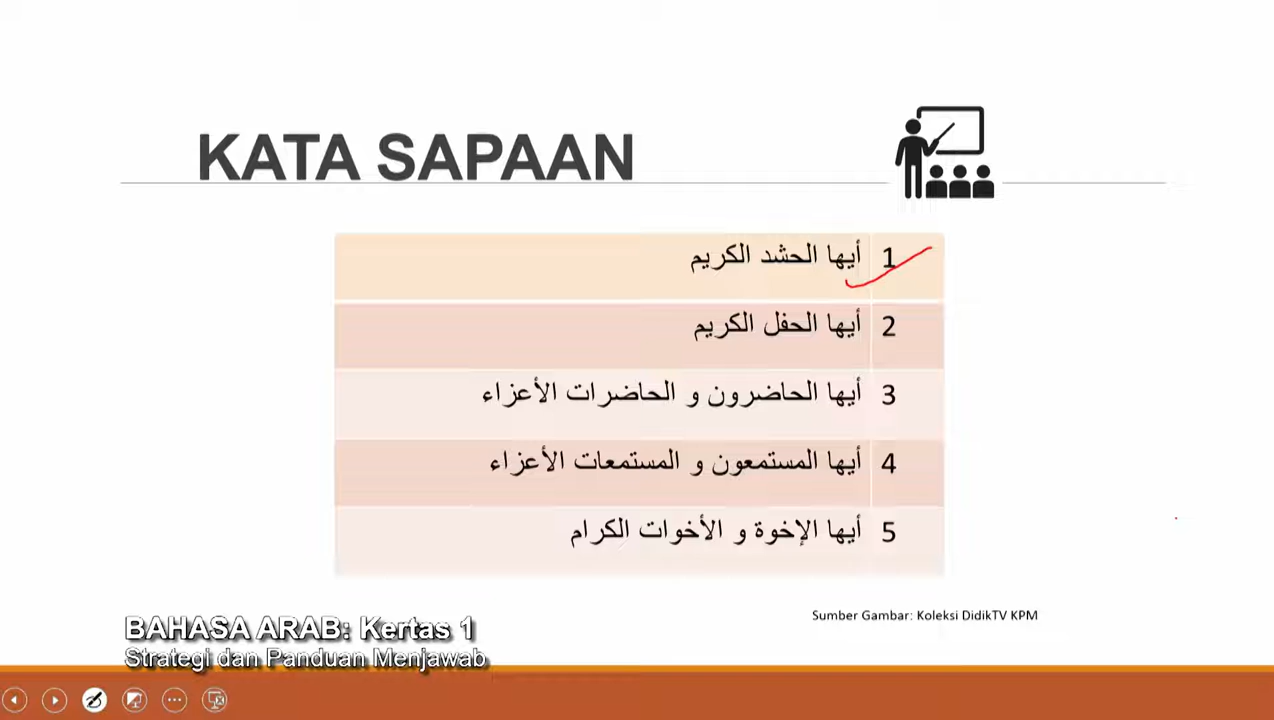 KATA SAPAAN
1 أيها الحشد الكريم
2 أيها الحفل الكريم
3 أيها الحاضرون و الحاضرات الأعزاء
4 أيها المستمعون و المستمعات الأعزاء
5 أيها الإخوة و الأخوات الكرام
Sumber Gambar: Koleksi DidikTV KPM
BAHASA ARAB: Kertas 1
Strategi dan Panduan Menjawab